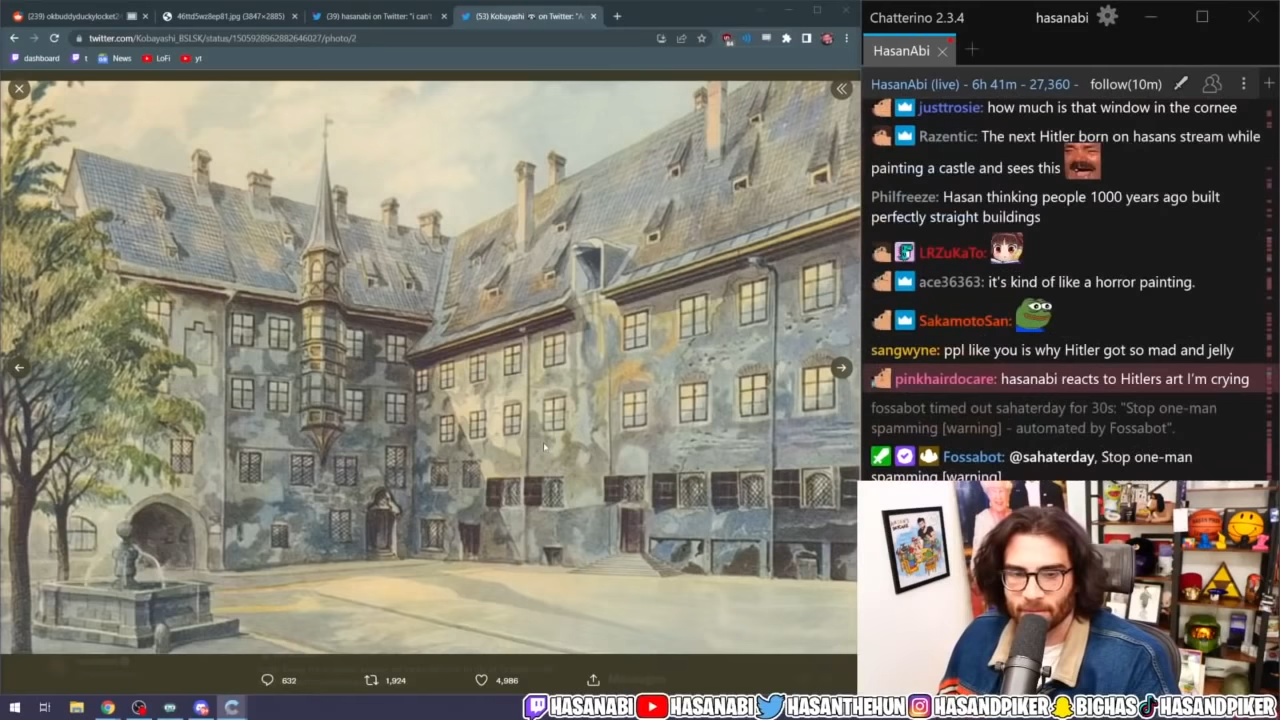 (239) okbuddyduckylocket2
46ttd5wz8ep81.jpg (3847×2885)
(39) hasanabi on Twitter: "i can't
(53) Kobayashi on Twitter: "A
twitter.com/Kobayashi_BSLSK/status/1505928962882646027/photo/2
dashboard
t
News
LoFi
yt
632
1,924
4,986
Chatterino 2.3.4
hasanabi
HasanAbi
HasanAbi (live) - 6h 41m - 27,360 -
follow(10m)
justtrosie: how much is that window in the cornee
Razentic: The next Hitler born on hasans stream while
painting a castle and sees this
Philfreeze: Hasan thinking people 1000 years ago built
perfectly straight buildings
LRZuKaTo:
ace36363: it's kind of like a horror painting.
SakamotoSan:
sangwyne: ppl like you is why Hitler got so mad and jelly
pinkhairdocare: hasanabi reacts to Hitlers art I'm crying
fossabot timed out sahaterday for 30s: "Stop one-man
spamming [warning] - automated by Fossabot".
Fossabot: @sahaterday, Stop one-man
spamming [warning]
HASANABI
HASANABI
HASANTHEHUN
HASANDPIKER
BIGHAS
HASANDPIKER